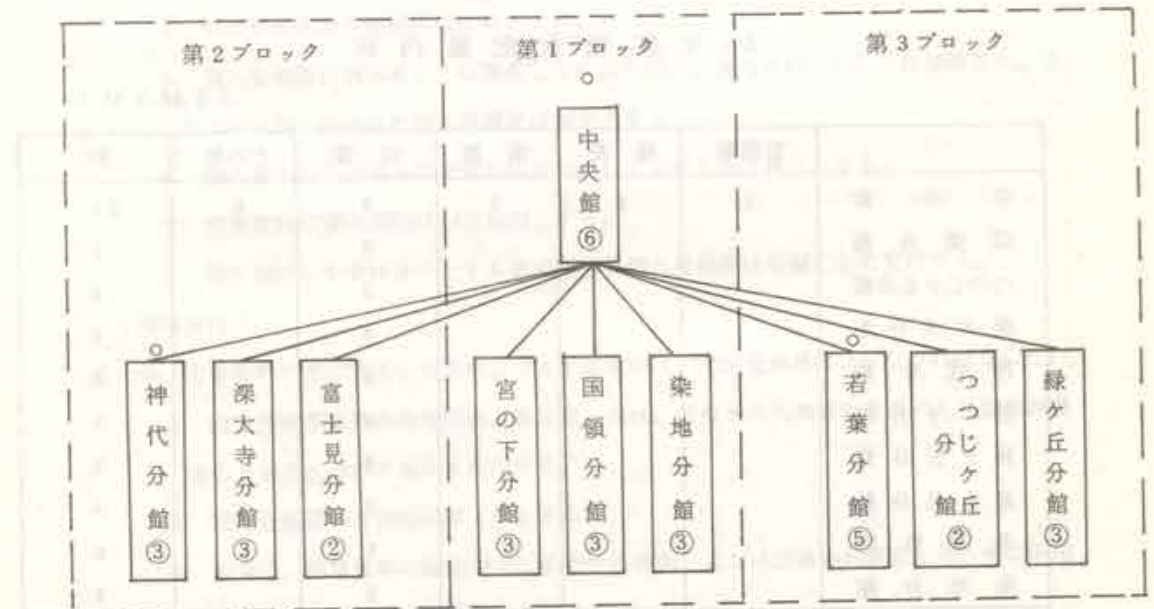 第2ブロック
第1ブロック
第3ブロック
中央館⑥
神代分館③
深大寺分館③
富士見分館②
宮の下分館③
国領分館③
染地分館③
若葉分館⑤
つつじケ丘
分館②
緑ケ丘分館③